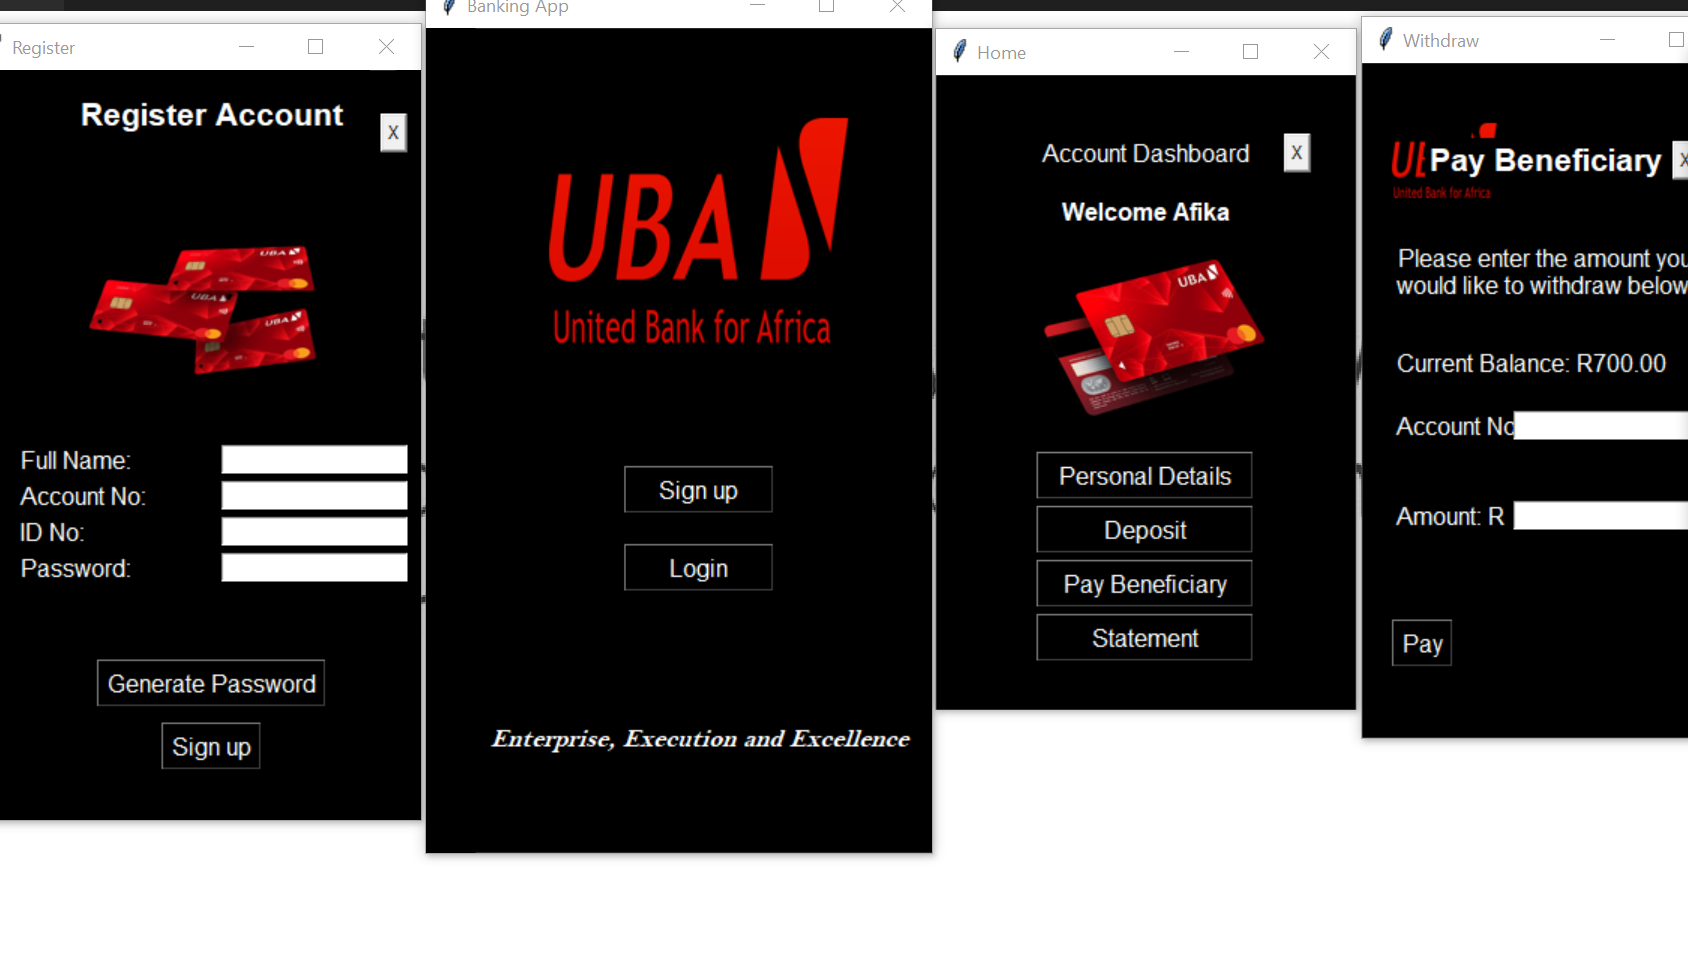 Register
Register Account
X
UBA
UBA
UBA
Full Name:
Account No:
ID No:
Password:
Generate Password
Sign up
Banking App
UBA
United Bank for Africa
Sign up
Login
Enterprise, Execution and Excellence
Home
Account Dashboard
X
Welcome Afika
UBA
Personal Details
Deposit
Pay Beneficiary
Statement
Withdraw
Pay Beneficiary
X
United Bank for Africa
Please enter the amount you
would like to withdraw below
Current Balance: R700.00
Account No
Amount: R
Pay